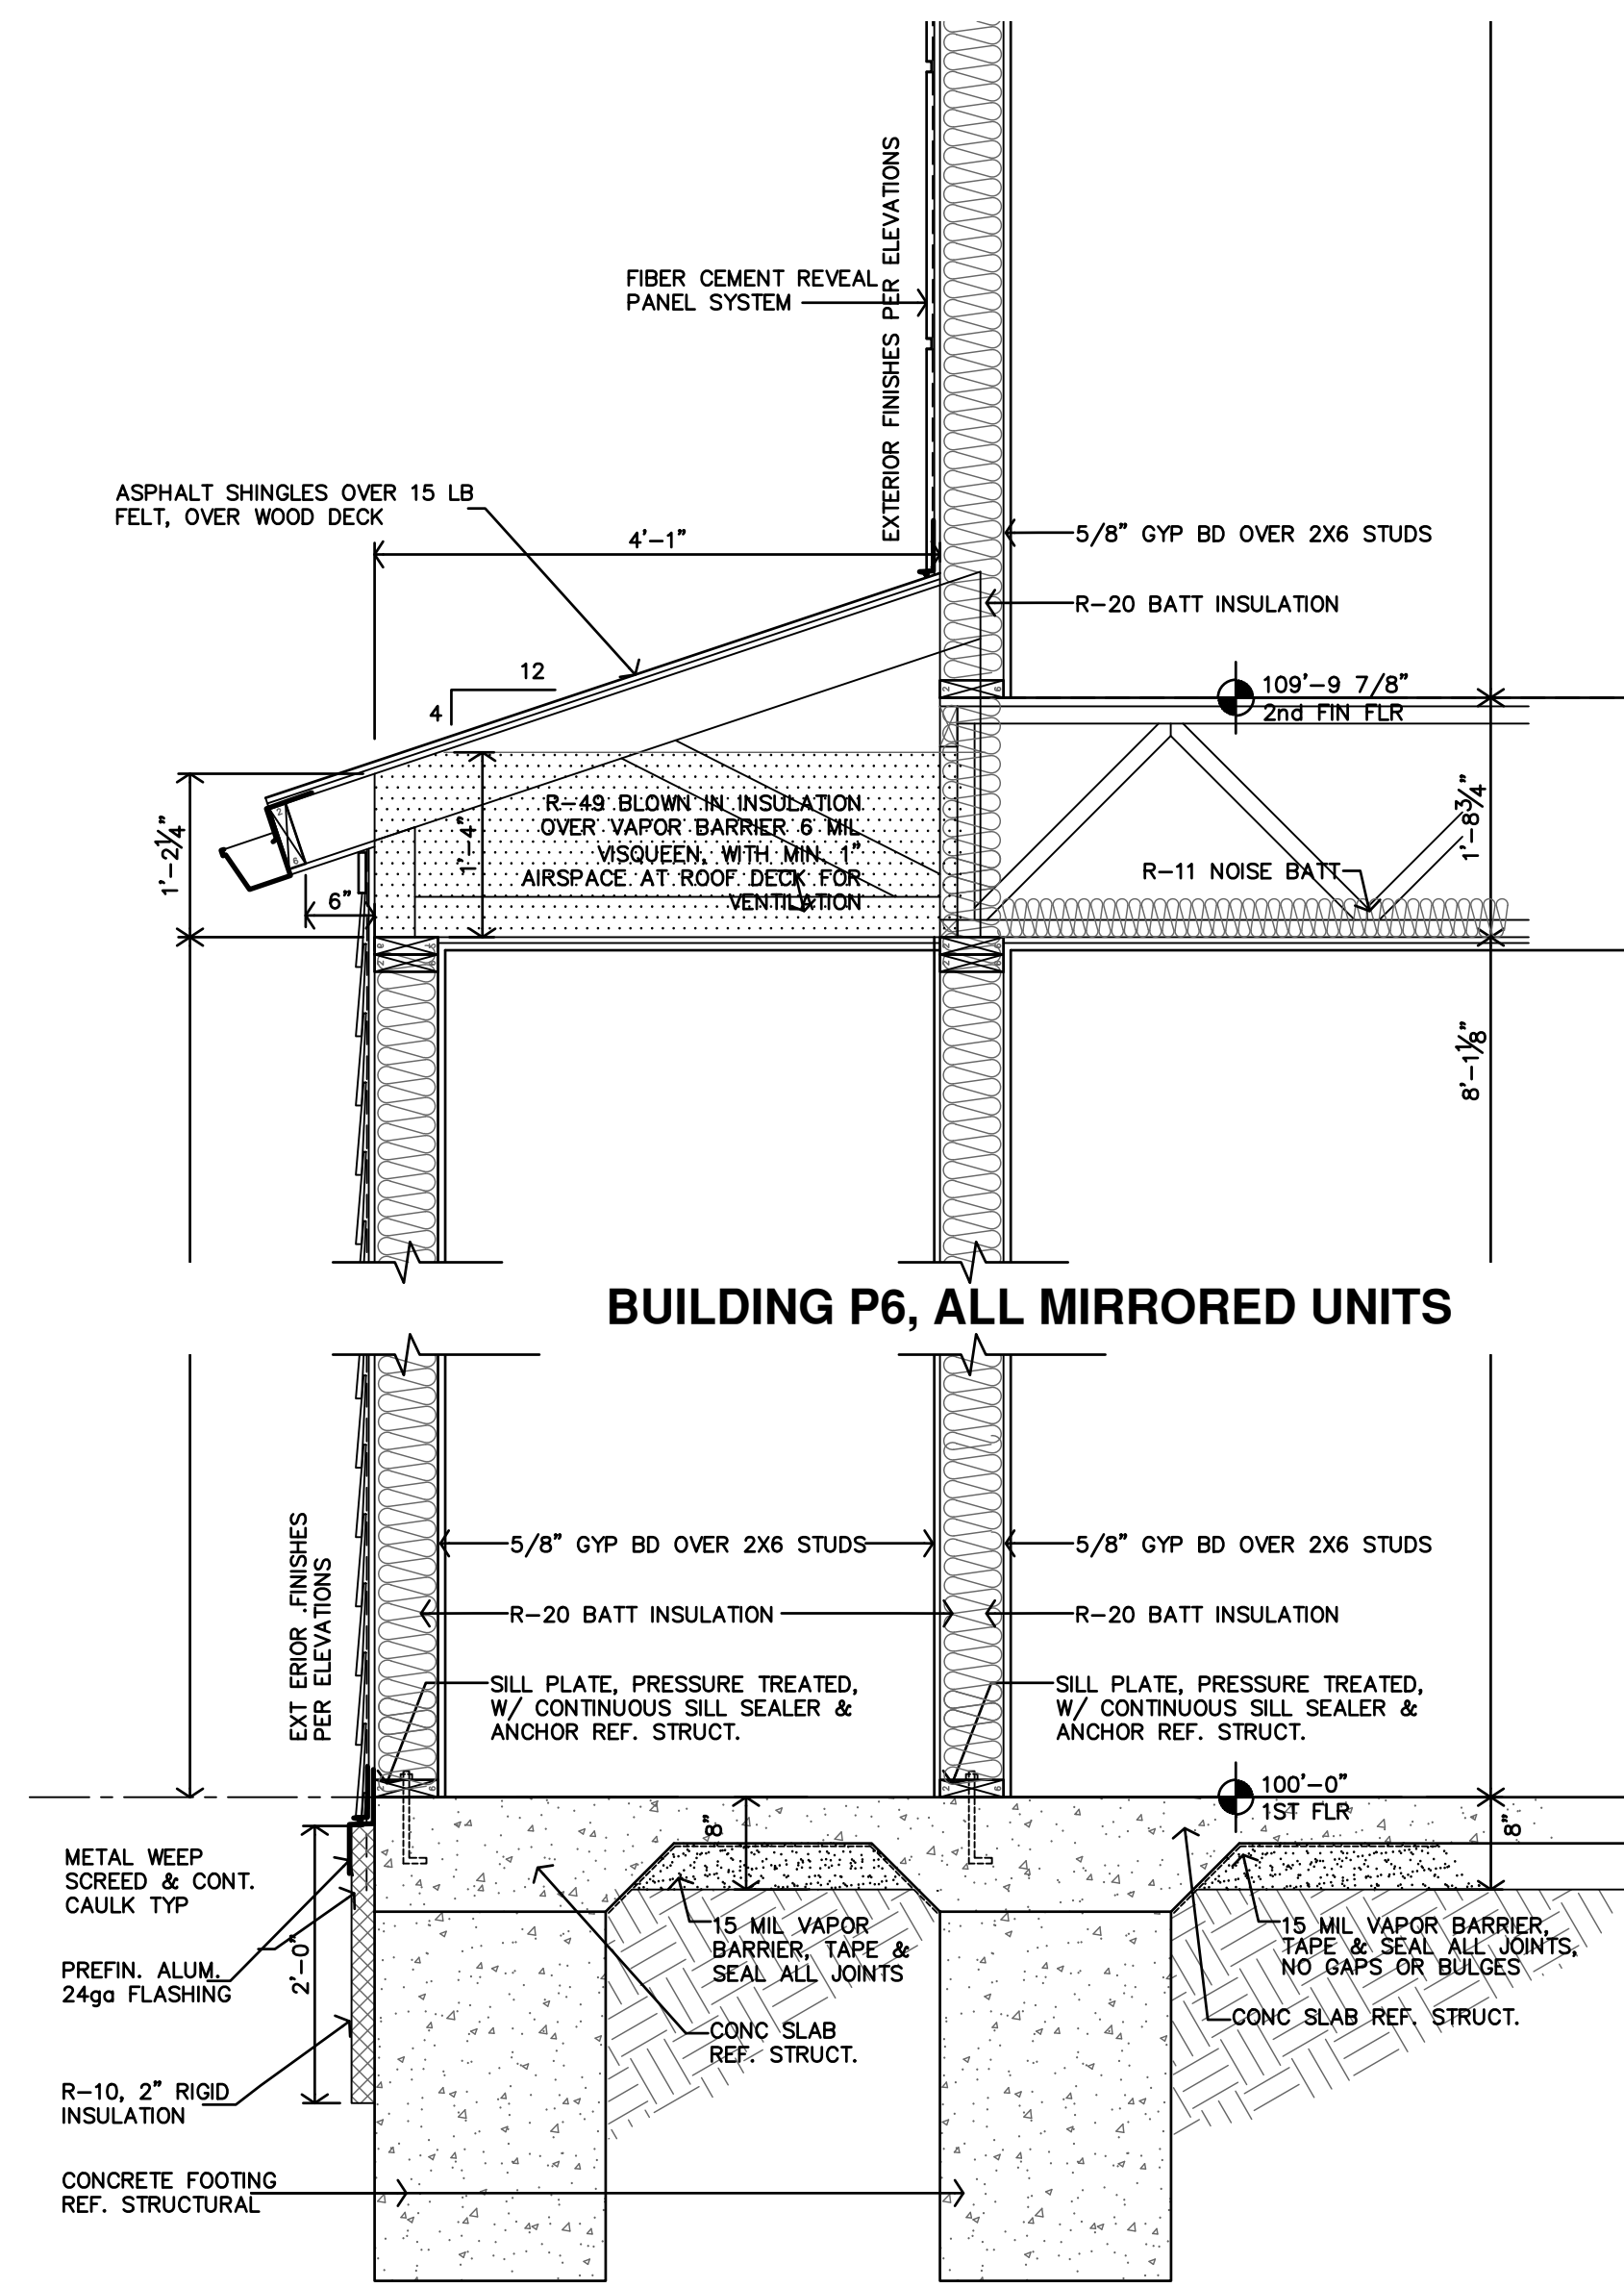 EXTERIOR FINISHES PER ELEVATIONS
FIBER CEMENT REVEAL
PANEL SYSTEM
ASPHALT SHINGLES OVER 15 LB
FELT, OVER WOOD DECK
4'-1"
5/8" GYP BD OVER 2X6 STUDS
R-20 BATT INSULATION
12
4
109'-9 7/8"
2nd FIN FLR
1'-2 1/4"
1'-4"
R-49 BLOWN IN INSULATION
OVER VAPOR BARRIER 6 MIL
VISQUEEN, WITH MIN. 1"
AIRSPACE AT ROOF DECK FOR
VENTILATION
1'-8 3/4"
R-11 NOISE BATT
6"
8'-1 1/8"
BUILDING P6, ALL MIRRORED UNITS
EXT ERIOR .FINISHES
PER ELEVATIONS
5/8" GYP BD OVER 2X6 STUDS
5/8" GYP BD OVER 2X6 STUDS
R-20 BATT INSULATION
R-20 BATT INSULATION
SILL PLATE, PRESSURE TREATED,
W/ CONTINUOUS SILL SEALER &
ANCHOR REF. STRUCT.
SILL PLATE, PRESSURE TREATED,
W/ CONTINUOUS SILL SEALER &
ANCHOR REF. STRUCT.
100'-0"
1ST FLR
8"
8"
METAL WEEP
SCREED & CONT.
CAULK TYP
PREFIN. ALUM.
24ga FLASHING
2'-0"
15 MIL VAPOR
BARRIER, TAPE &
SEAL ALL JOINTS
15 MIL VAPOR BARRIER,
TAPE & SEAL ALL JOINTS,
NO GAPS OR BULGES
CONC SLAB
REF. STRUCT.
CONC SLAB REF. STRUCT.
R-10, 2" RIGID
INSULATION
CONCRETE FOOTING
REF. STRUCTURAL